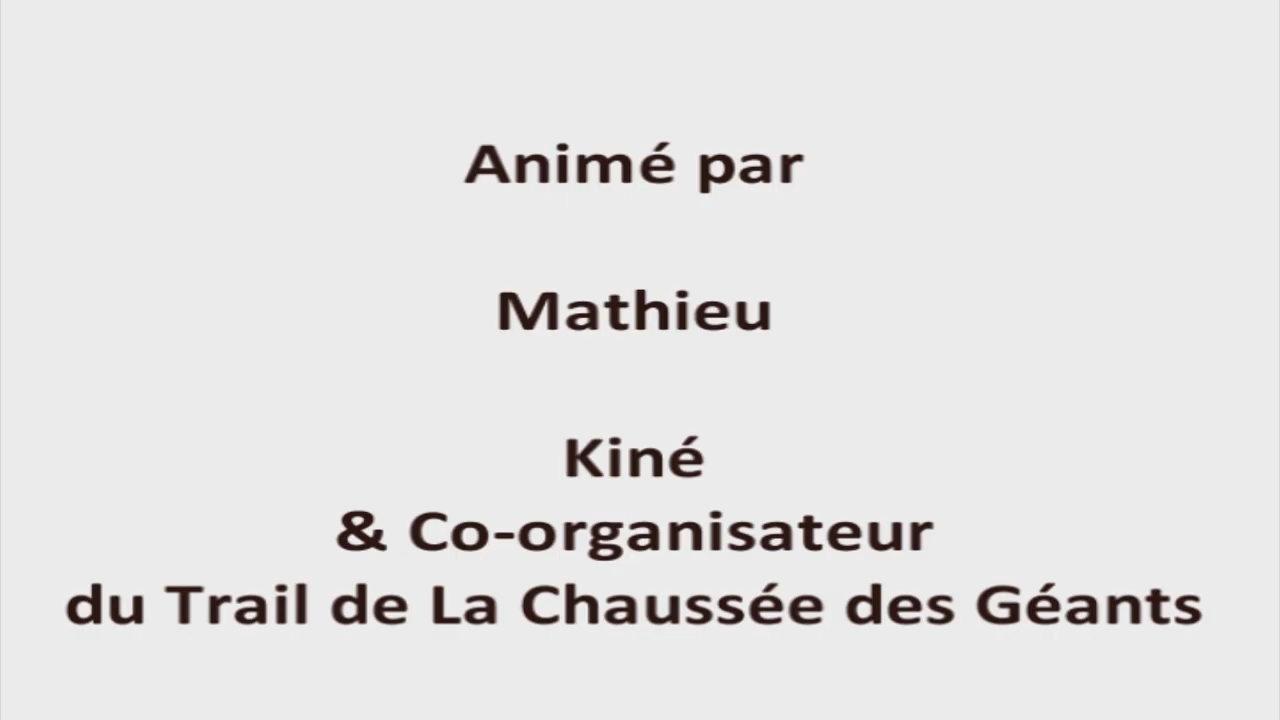 Animé par
Mathieu
Kiné
& Co-organisateur
du Trail de La Chaussée des Géants